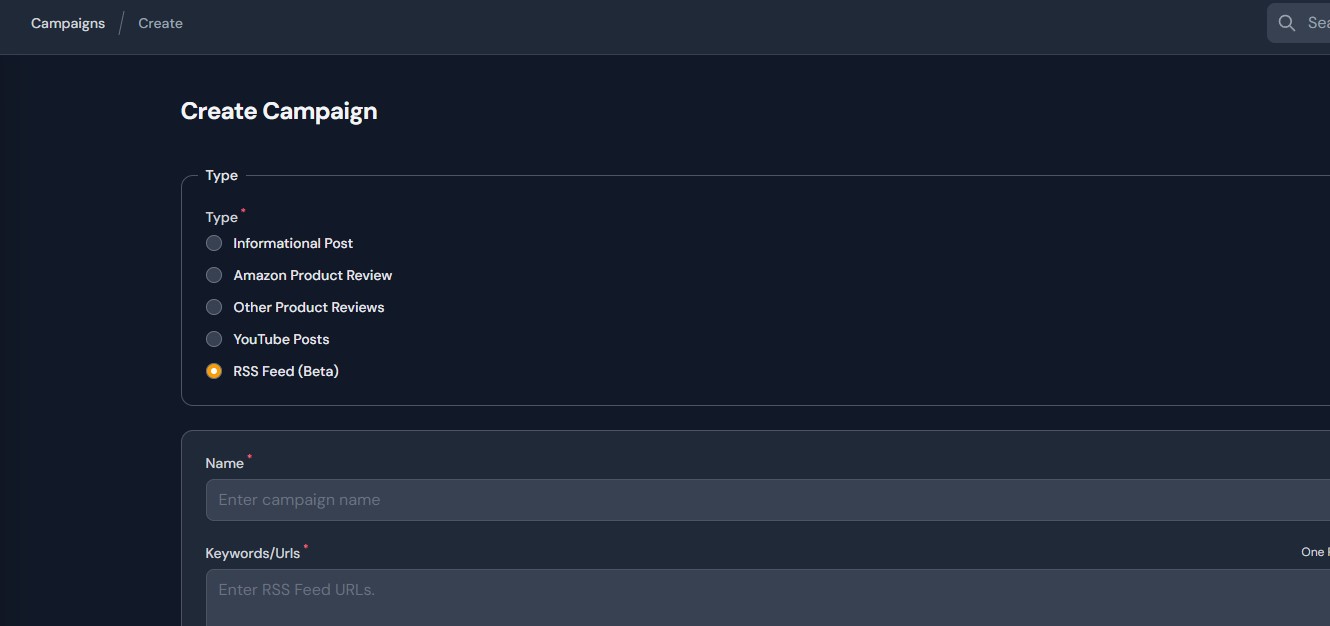 Campaigns / Create
Sea
Create Campaign
Type
Type *
Informational Post
Amazon Product Review
Other Product Reviews
YouTube Posts
RSS Feed (Beta)
Name *
Enter campaign name
Keywords/Urls *
One
Enter RSS Feed URLs.